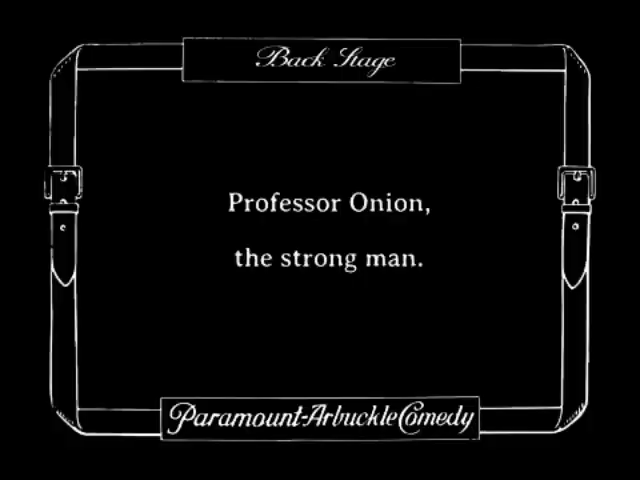 Back Stage
Professor Onion,
the strong man.
Paramount-Arbuckle Comedy